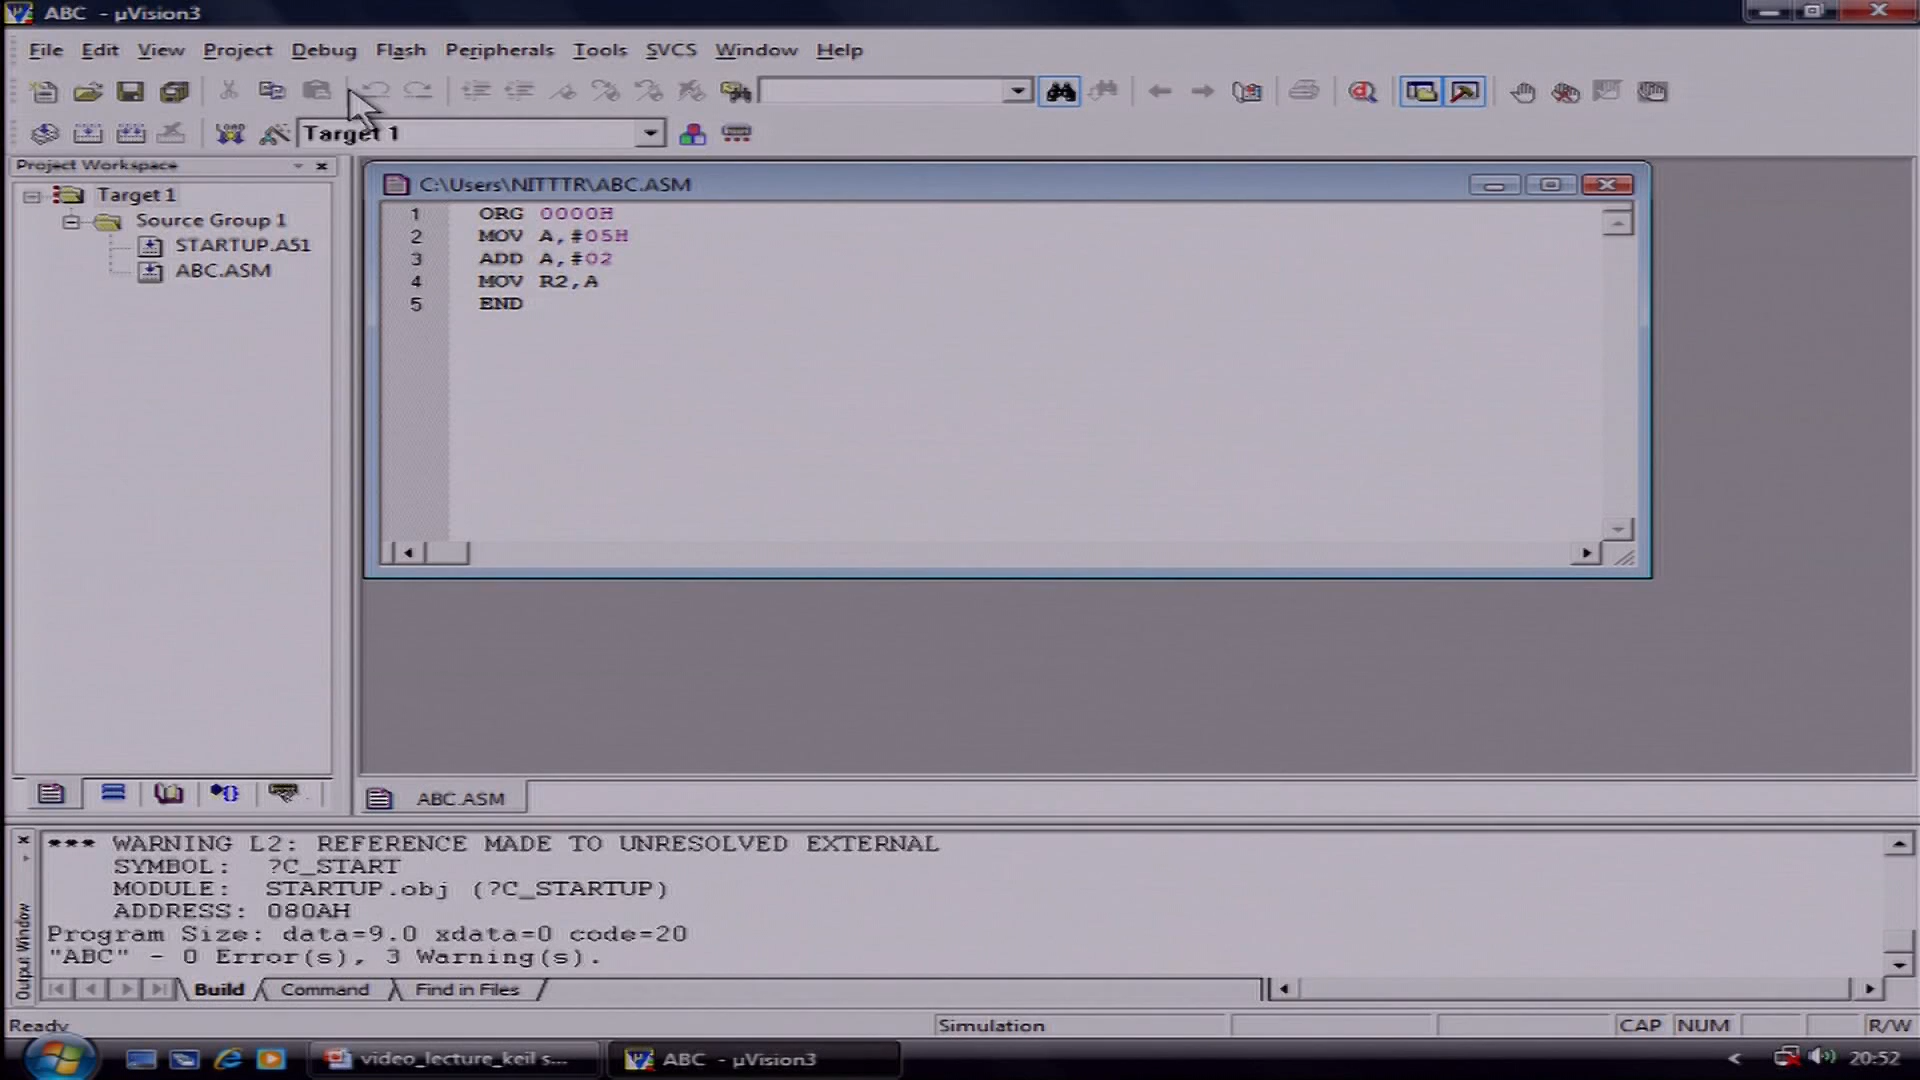 ABC - µVision3
File Edit View Project Debug Flash Peripherals Tools SVCS Window Help
LOAD Target 1
Project Workspace
Target 1
Source Group 1
STARTUP.A51
ABC.ASM
C:\Users\NITTTR\ABC.ASM
1 ORG 0000H
2 MOV A,#05H
3 ADD A,#02
4 MOV R2,A
5 END
ABC.ASM
*** WARNING L2: REFERENCE MADE TO UNRESOLVED EXTERNAL
SYMBOL: ?C_START
MODULE: STARTUP.obj (?C_STARTUP)
ADDRESS: 080AH
Program Size: data=9.0 xdata=0 code=20
"ABC" - 0 Error(s), 3 Warning(s).
Output Window
Build Command Find in Files
Ready Simulation CAP NUM R/W
video_lecture_keil s... ABC - µVision3 20:52